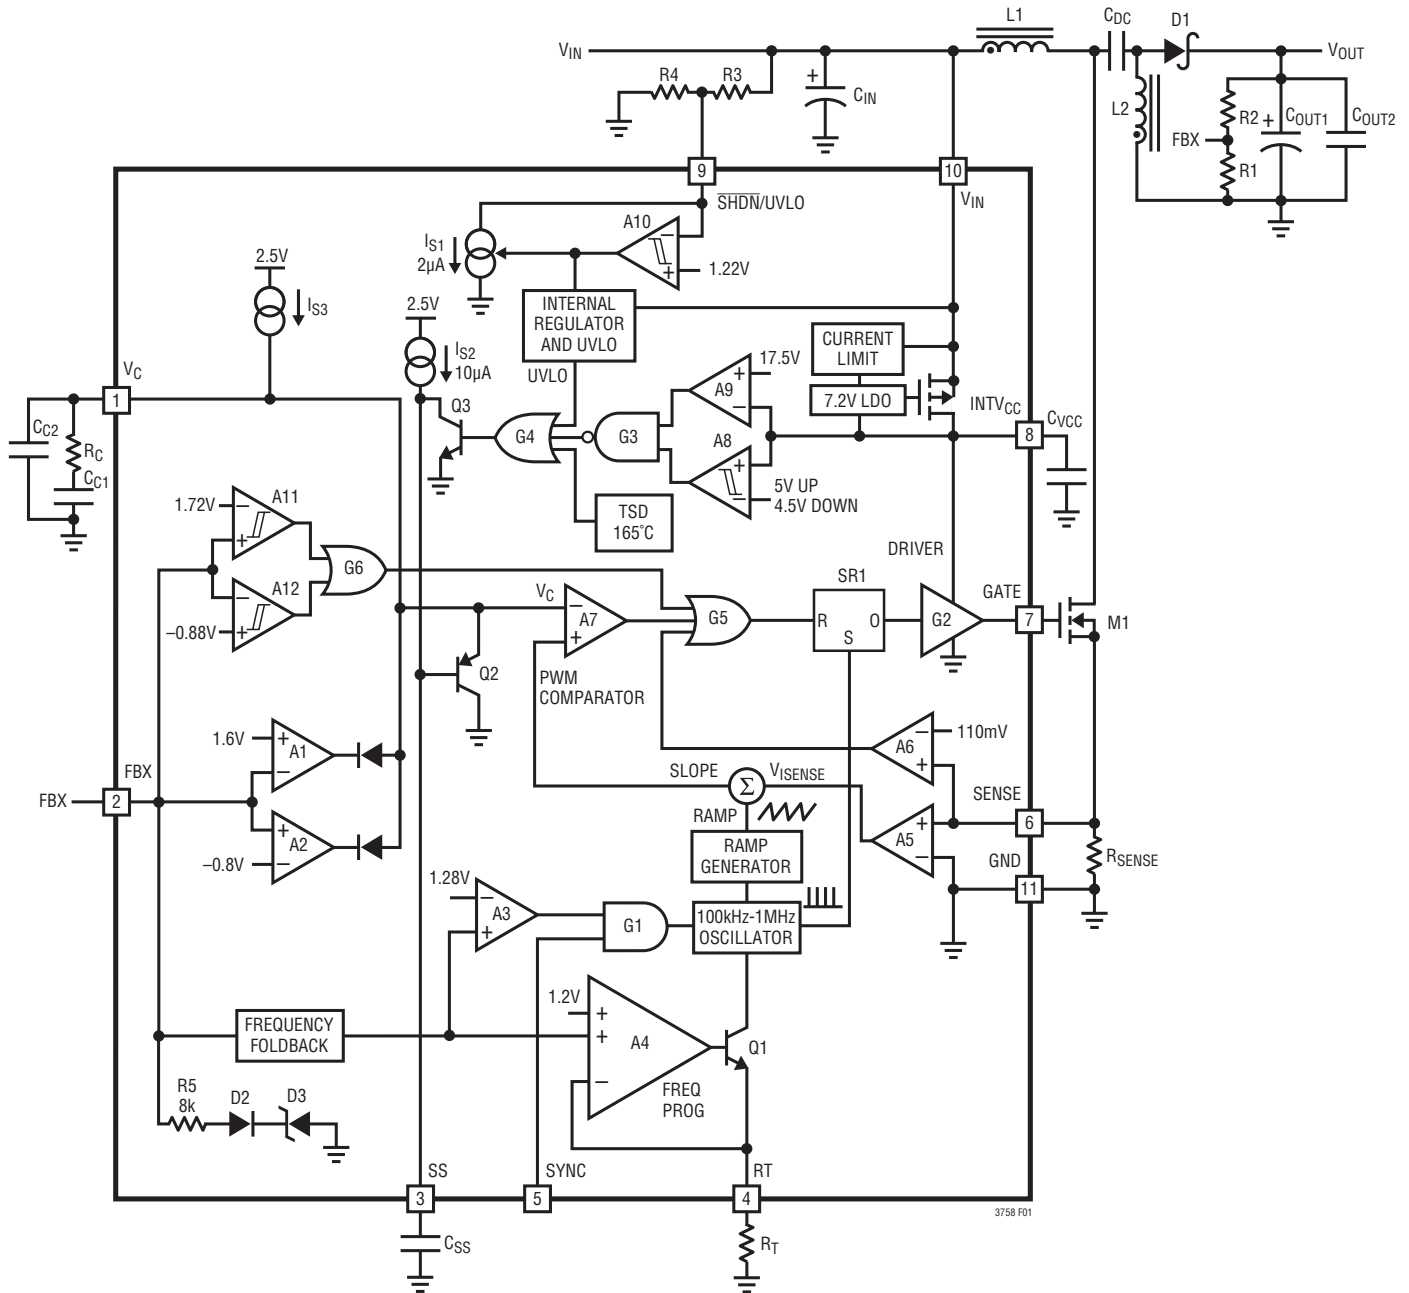 L1
CDC
D1
VIN
VOUT
R4
R3
+
CIN
L2
R2
+
COUT1
COUT2
FBX
R1
9
10
SHDN/UVLO
VIN
A10
−
+
1.22V
IS1
2µA
2.5V
IS3
2.5V
IS2
10µA
INTERNAL
REGULATOR
AND UVLO
UVLO
CURRENT
LIMIT
7.2V LDO
17.5V
A9
+
−
INTVCC
CVCC
8
VC
1
CC2
RC
CC1
Q3
G4
G3
A8
+
−
5V UP
4.5V DOWN
TSD
165˚C
1.72V
−
+
A11
A12
−
+
−0.88V
G6
DRIVER
SR1
VC
−
+
A7
PWM
COMPARATOR
G5
R
O
S
G2
GATE
7
M1
Q2
1.6V
+
−
A1
FBX
FBX
2
+
−
A2
−0.8V
A6
−
+
110mV
SLOPE
Σ
VISENSE
RAMP
RAMP
GENERATOR
SENSE
6
A5
+
−
GND
11
RSENSE
1.28V
−
+
A3
G1
100kHz-1MHz
OSCILLATOR
FREQUENCY
FOLDBACK
1.2V
+
+
−
A4
Q1
FREQ
PROG
R5
8k
D2
D3
SS
SYNC
RT
3
5
4
3758 F01
CSS
RT